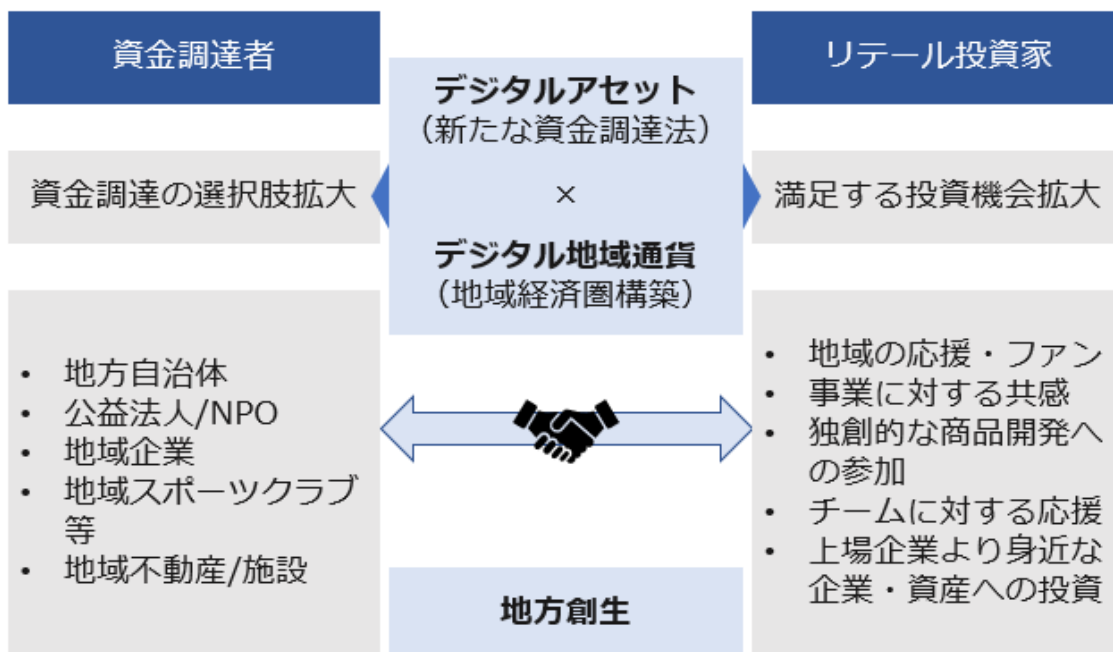 資金調達者
資金調達の選択肢拡大
• 地方自治体
• 公益法人/NPO
• 地域企業
• 地域スポーツクラブ
等
• 地域不動産/施設
デジタルアセット
（新たな資金調達法）
×
デジタル地域通貨
（地域経済圏構築）
地方創生
リテール投資家
満足する投資機会拡大
• 地域の応援・ファン
• 事業に対する共感
• 独創的な商品開発へ
の参加
• チームに対する応援
• 上場企業より身近な
企業・資産への投資